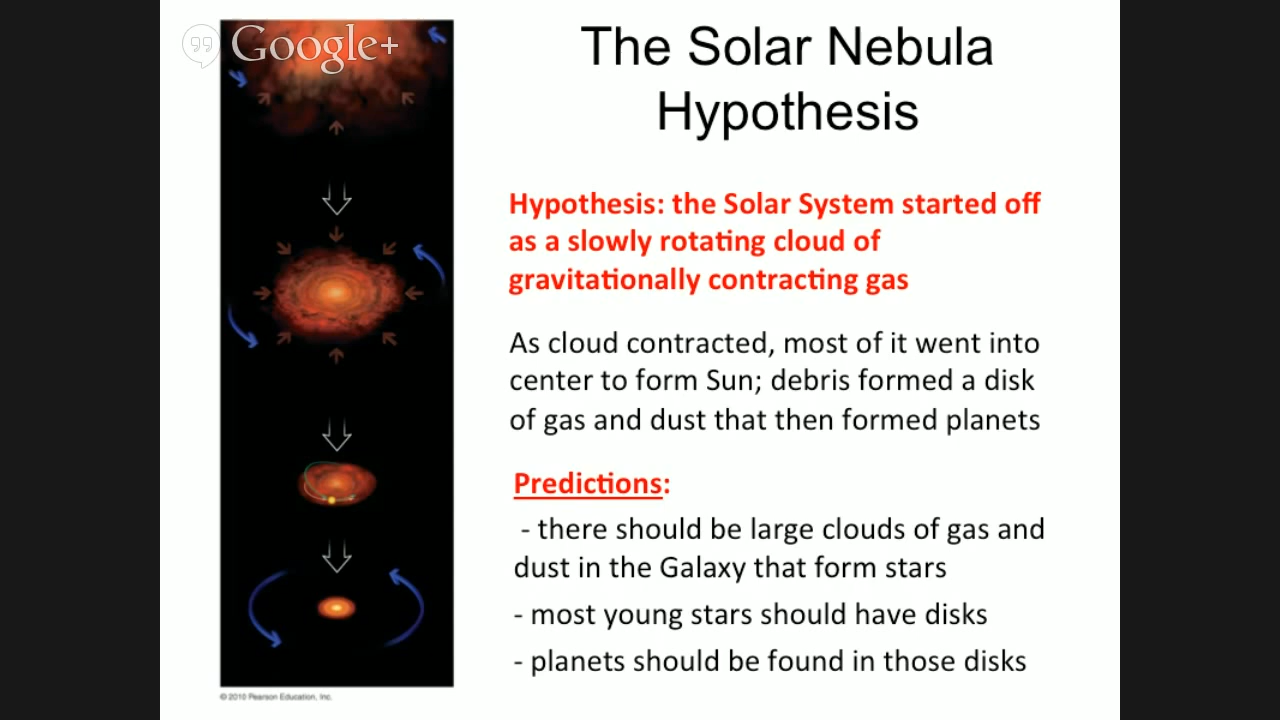 Google+
The Solar Nebula
Hypothesis
Hypothesis: the Solar System started off
as a slowly rotating cloud of
gravitationally contracting gas
As cloud contracted, most of it went into
center to form Sun; debris formed a disk
of gas and dust that then formed planets
Predictions:
- there should be large clouds of gas and
dust in the Galaxy that form stars
- most young stars should have disks
- planets should be found in those disks
© 2010 Pearson Education, Inc.